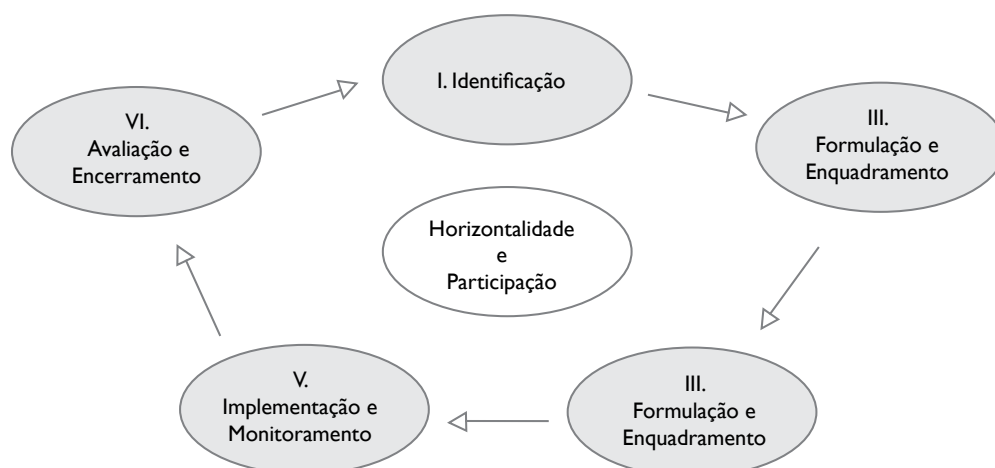 I. Identificação
III.
Formulação e
Enquadramento
III.
Formulação e
Enquadramento
V.
Implementação e
Monitoramento
VI.
Avaliação e
Encerramento
Horizontalidade
e
Participação